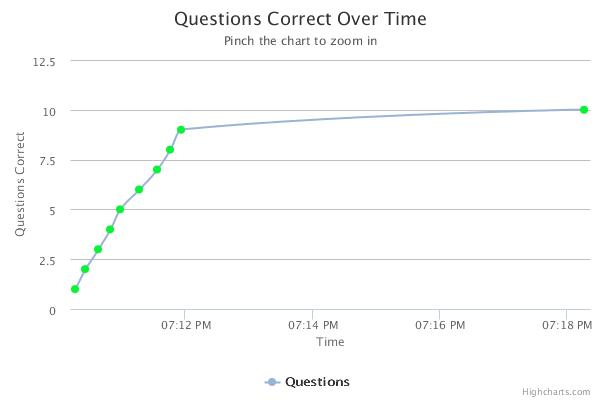 Questions Correct Over Time
Pinch the chart to zoom in
12.5
10
7.5
5
2.5
0
Questions Correct
07:12 PM
07:14 PM
07:16 PM
07:18 PM
Time
Questions
Highcharts.com